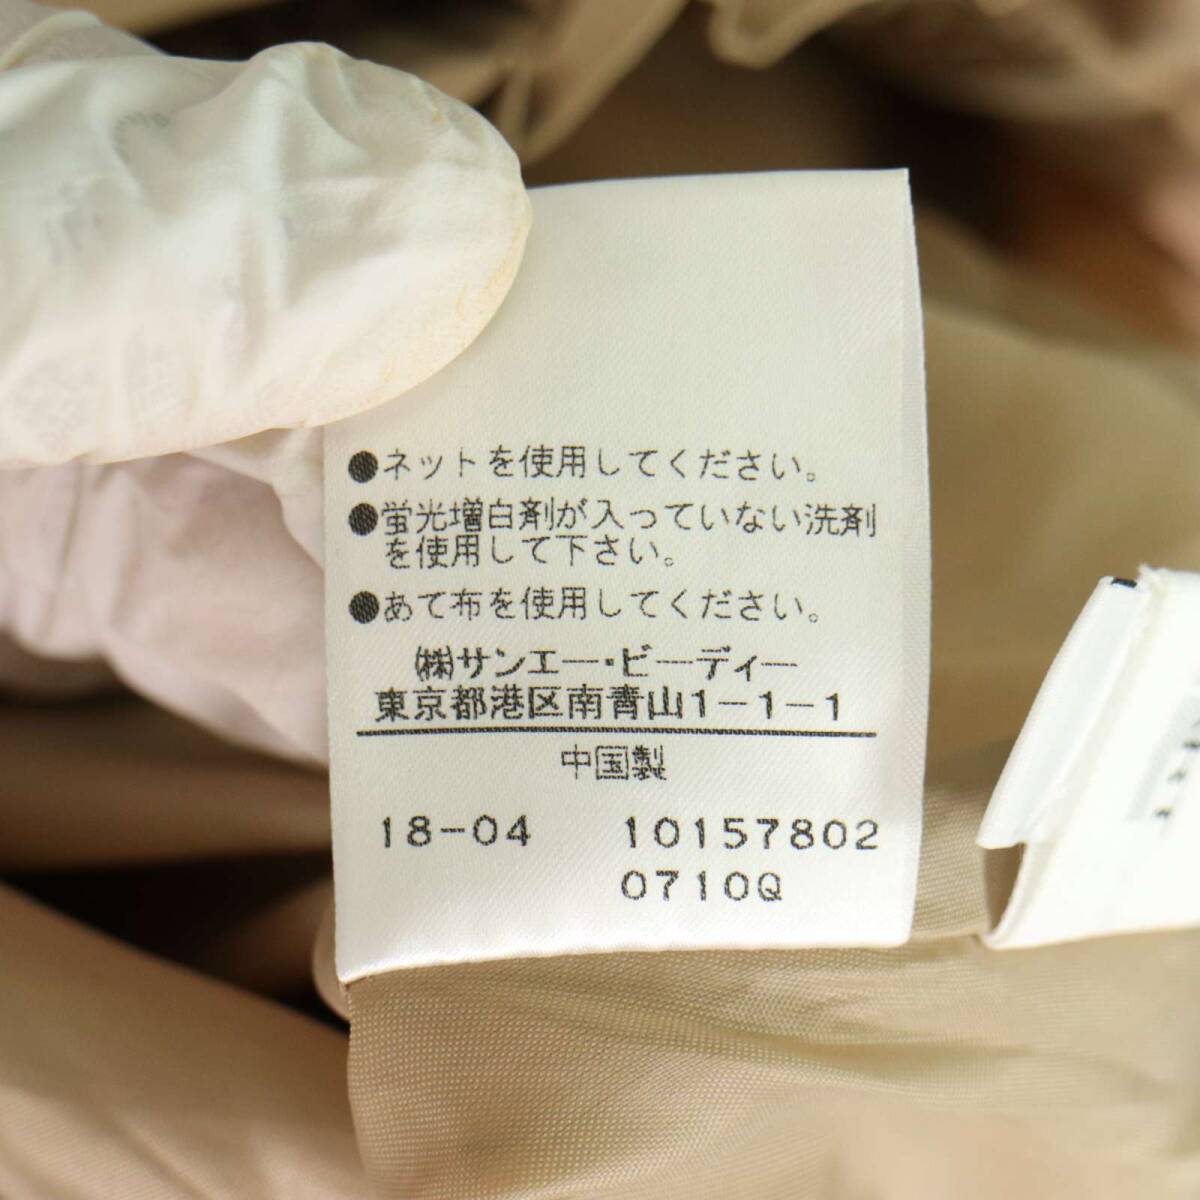 ●ネットを使用してください。
●蛍光増白剤が入っていない洗剤
を使用して下さい。
●あて布を使用してください。
㈱サンエー・ビーディー
東京都港区南青山1-1-1
中国製
18-04 10157802
0710Q